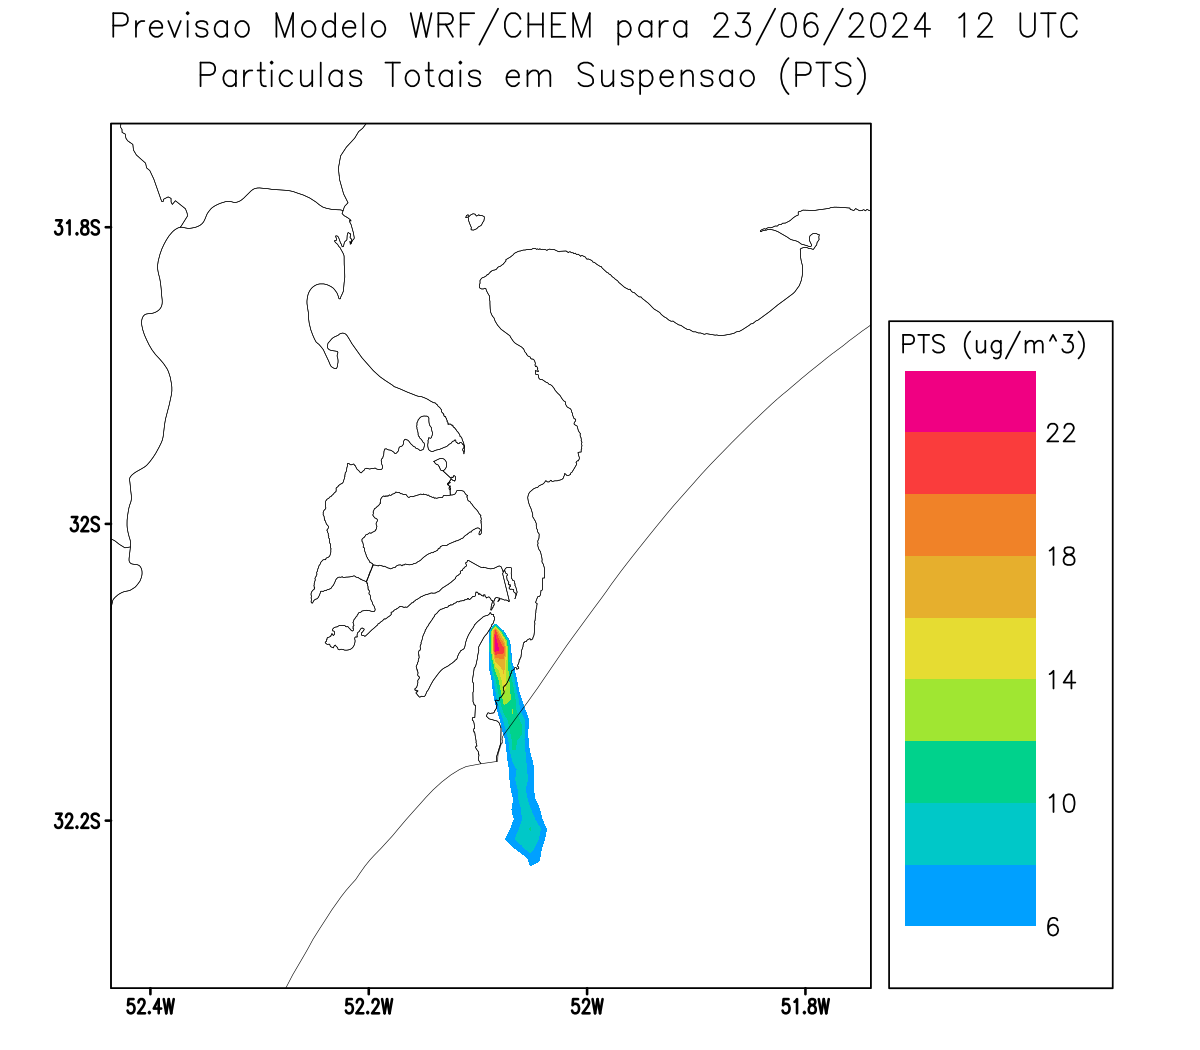 Previsao Modelo WRF/CHEM para 23/06/2024 12 UTC
Particulas Totais em Suspensao (PTS)
31.8S
32S
32.2S
52.4W
52.2W
52W
51.8W
PTS (ug/m^3)
22
18
14
10
6